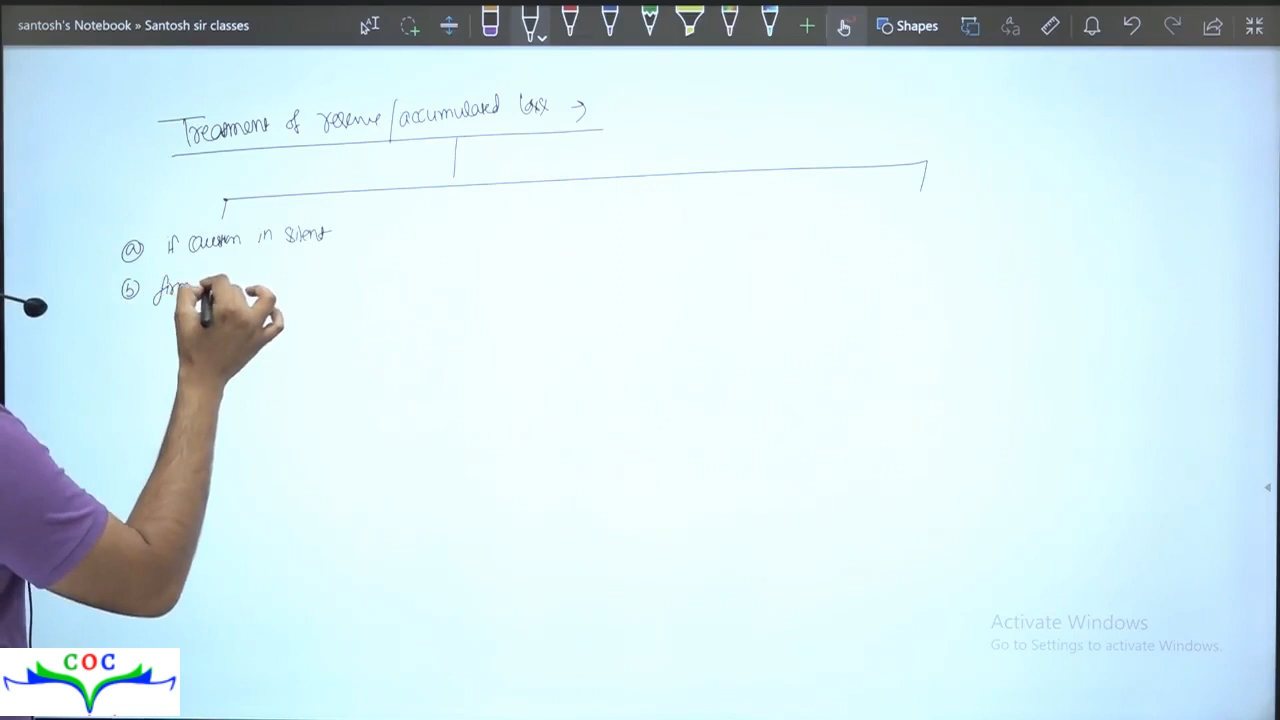 santosh's Notebook » Santosh sir classes
Shapes
Treatment of reserve/accumulated loss →
(a) if Question in Silent
(b)
Activate Windows
Go to Settings to activate Windows.
COC